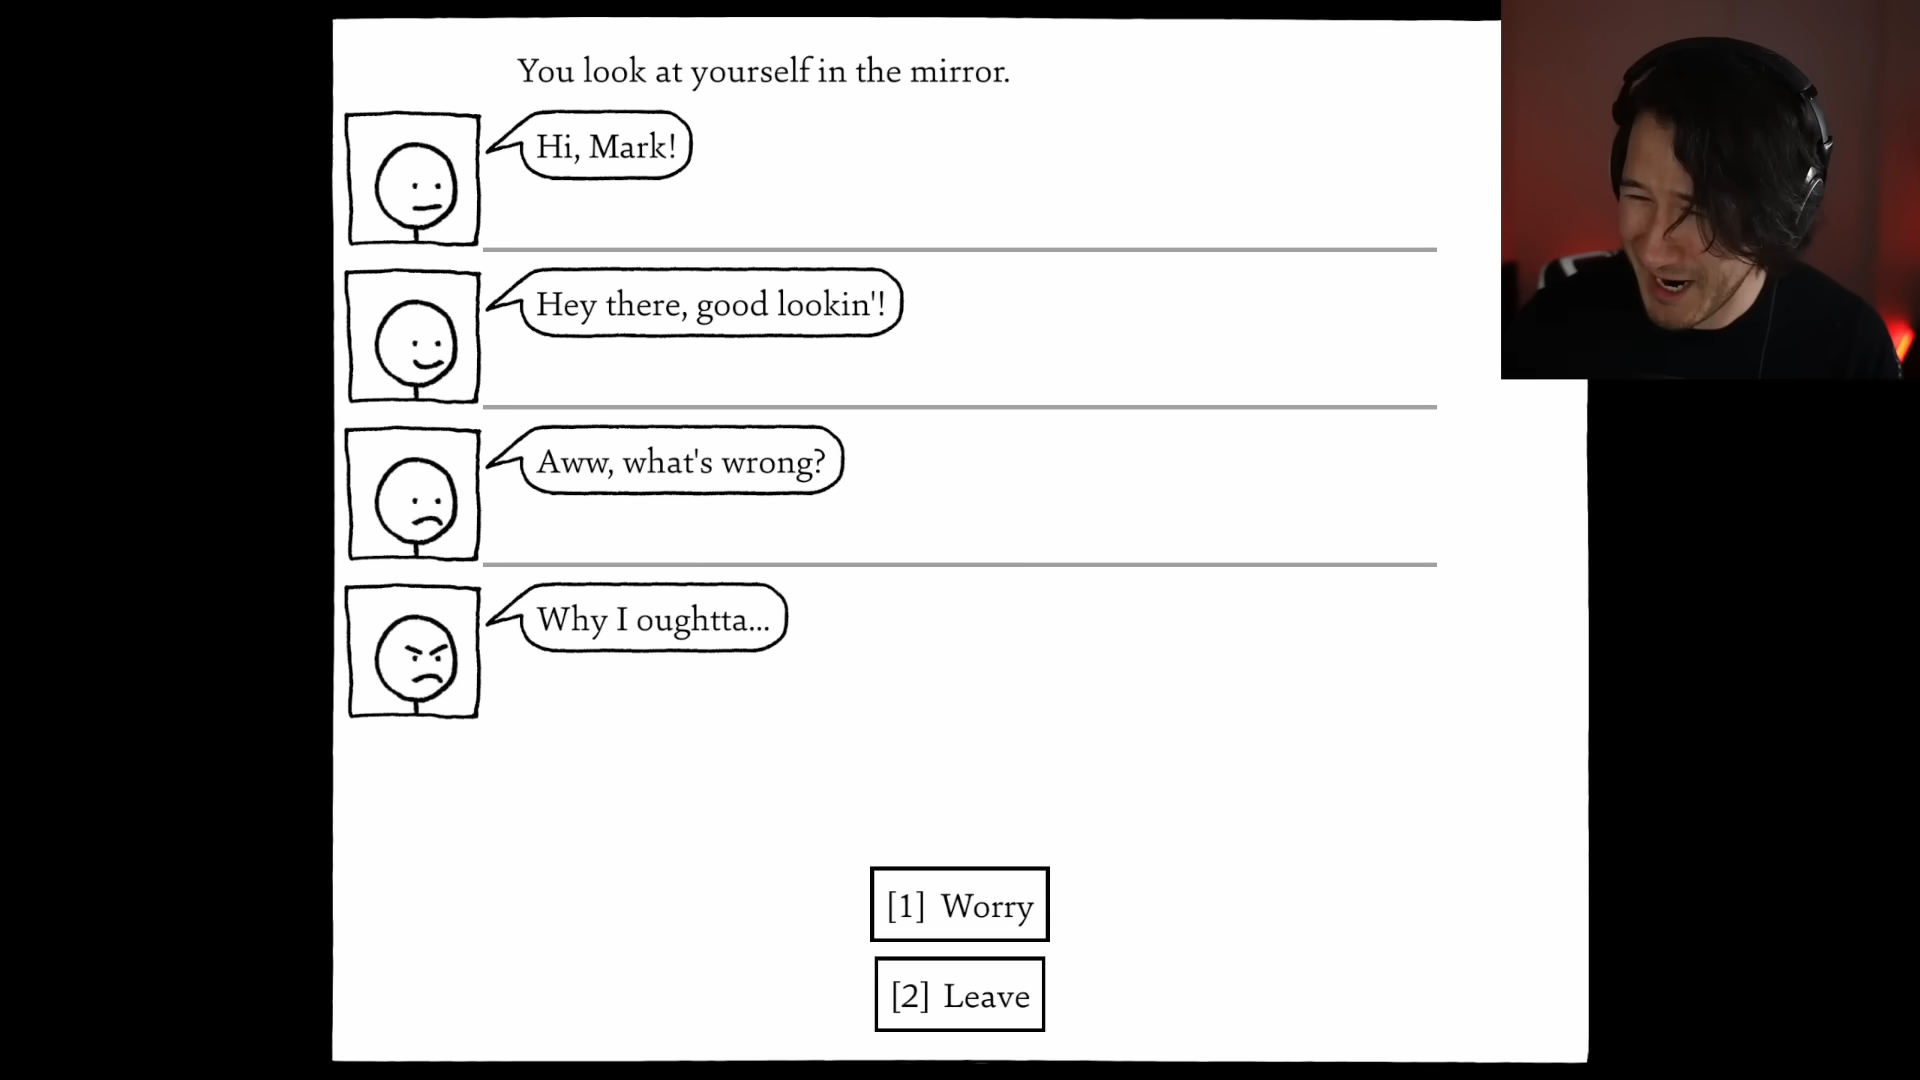 You look at yourself in the mirror.
Hi, Mark!
Hey there, good lookin'!
Aww, what's wrong?
Why I oughtta...
[1] Worry
[2] Leave